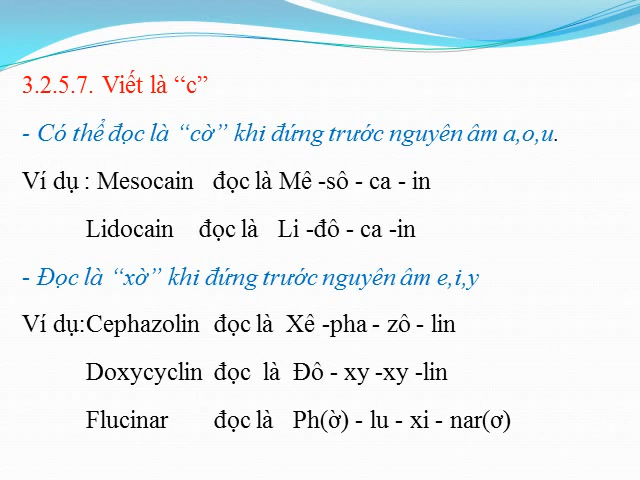 3.2.5.7. Viết là “c”
- Có thể đọc là “cờ” khi đứng trước nguyên âm a,o,u.
Ví dụ : Mesocain đọc là Mê -sô - ca - in
Lidocain đọc là Li -đô - ca -in
- Đọc là “xờ” khi đứng trước nguyên âm e,i,y
Ví dụ:Cephazolin đọc là Xê -pha - zô - lin
Doxycyclin đọc là Đô - xy -xy -lin
Flucinar đọc là Ph(ờ) - lu - xi - nar(ơ)